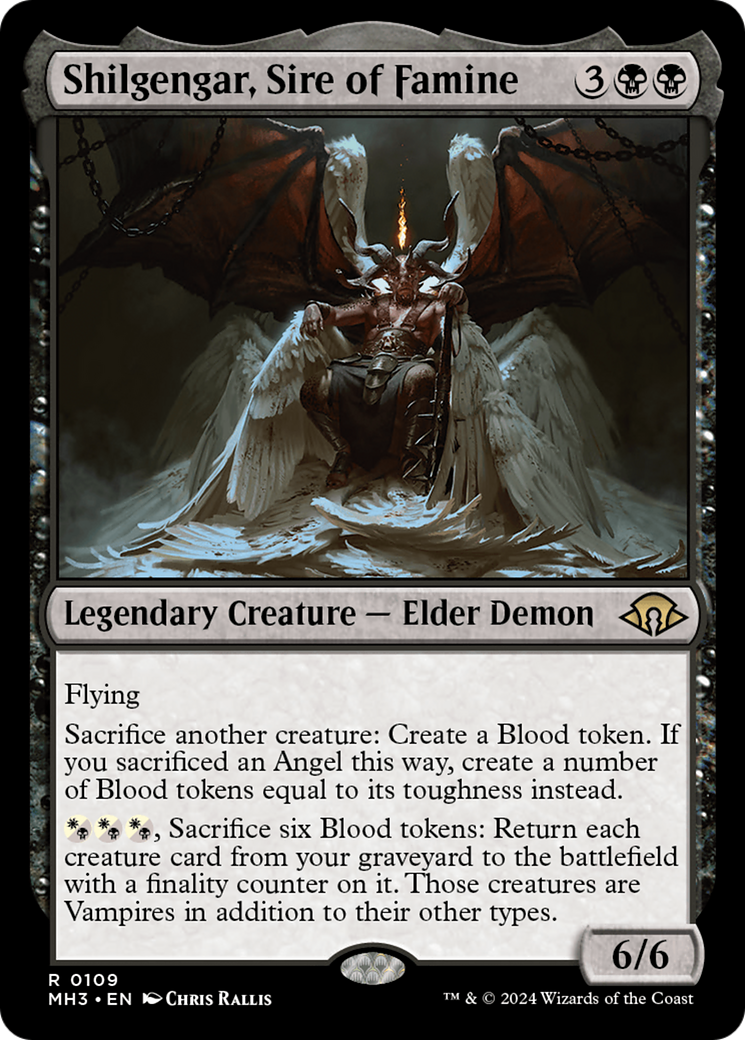 Shilgengar, Sire of Famine 3
Legendary Creature — Elder Demon
Flying
Sacrifice another creature: Create a Blood token. If
you sacrificed an Angel this way, create a number
of Blood tokens equal to its toughness instead.
, Sacrifice six Blood tokens: Return each
creature card from your graveyard to the battlefield
with a finality counter on it. Those creatures are
Vampires in addition to their other types.
6/6
R 0109
MH3 • EN Chris Rallis
™ & © 2024 Wizards of the Coast